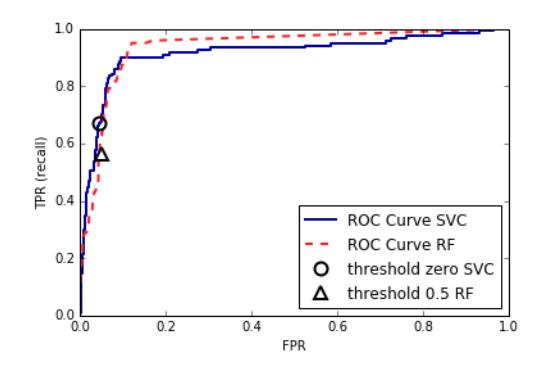 1.0
0.8
0.6
0.4
0.2
0.0
TPR (recall)
ROC Curve SVC
ROC Curve RF
threshold zero SVC
threshold 0.5 RF
0.0 0.2 0.4 0.6 0.8 1.0
FPR